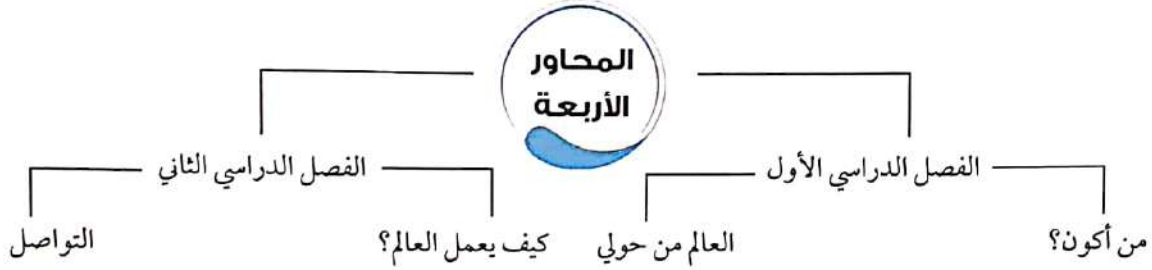 المحاور
الأربعة
الفصل الدراسي الأول
الفصل الدراسي الثاني
من أكون؟
العالم من حولي
كيف يعمل العالم؟
التواصل